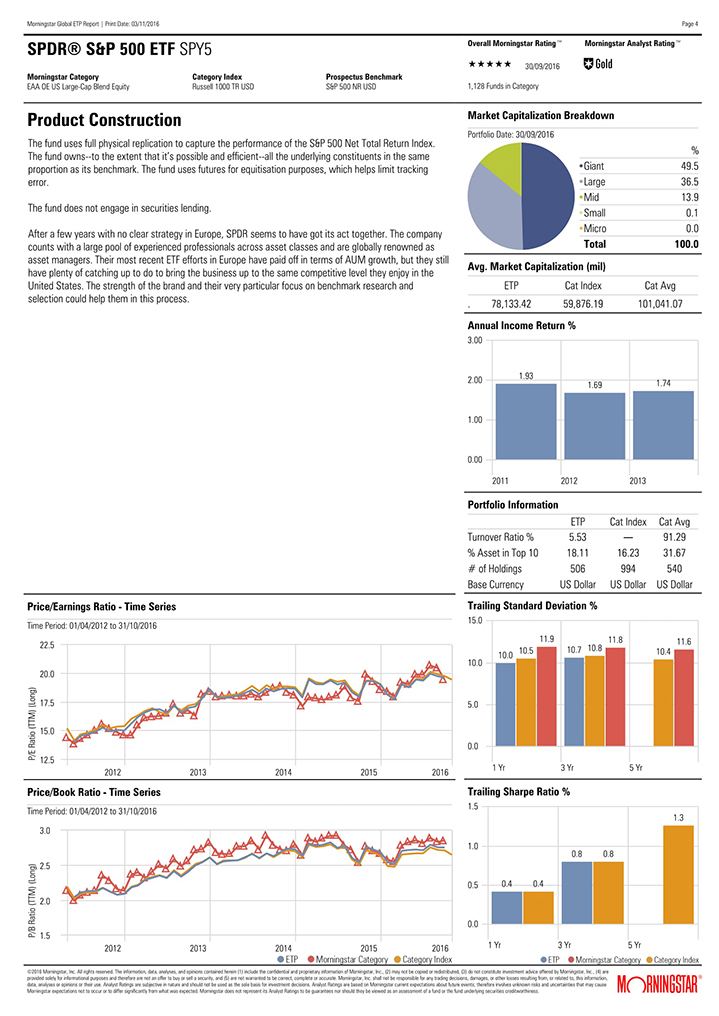 Morningstar Global ETP Report | Print Date: 03/11/2016
Page 4
SPDR® S&P 500 ETF SPY5
Overall Morningstar Rating™
Morningstar Analyst Rating™
★★★★★ 30/09/2016
Gold
Morningstar Category
Category Index
Prospectus Benchmark
EAA OE US Large-Cap Blend Equity
Russell 1000 TR USD
S&P 500 NR USD
1,128 Funds in Category
Product Construction
The fund uses full physical replication to capture the performance of the S&P 500 Net Total Return Index.
The fund owns--to the extent that it's possible and efficient--all the underlying constituents in the same
proportion as its benchmark. The fund uses futures for equitisation purposes, which helps limit tracking
error.
The fund does not engage in securities lending.
After a few years with no clear strategy in Europe, SPDR seems to have got its act together. The company
counts with a large pool of experienced professionals across asset classes and are globally renowned as
asset managers. Their most recent ETF efforts in Europe have paid off in terms of AUM growth, but they still
have plenty of catching up to do to bring the business up to the same competitive level they enjoy in the
United States. The strength of the brand and their very particular focus on benchmark research and
selection could help them in this process.
Market Capitalization Breakdown
Portfolio Date: 30/09/2016
%
•Giant 49.5
•Large 36.5
•Mid 13.9
•Small 0.1
•Micro 0.0
Total 100.0
Avg. Market Capitalization (mil)
ETP Cat Index Cat Avg
. 78,133.42 59,876.19 101,041.07
Annual Income Return %
3.00
2.00
1.00
0.00
1.93
1.69
1.74
2011 2012 2013
Portfolio Information
ETP Cat Index Cat Avg
Turnover Ratio % 5.53 — 91.29
% Asset in Top 10 18.11 16.23 31.67
# of Holdings 506 994 540
Base Currency US Dollar US Dollar US Dollar
Price/Earnings Ratio - Time Series
Time Period: 01/04/2012 to 31/10/2016
P/E Ratio (TTM) (Long)
22.5
20.0
17.5
15.0
12.5
2012 2013 2014 2015 2016
Price/Book Ratio - Time Series
Time Period: 01/04/2012 to 31/10/2016
P/B Ratio (TTM) (Long)
3.0
2.5
2.0
1.5
2012 2013 2014 2015 2016
ETP Morningstar Category Category Index
Trailing Standard Deviation %
15.0
10.0
5.0
0.0
10.0 10.5 11.9 10.7 10.8 11.8 10.4 11.6
1 Yr 3 Yr 5 Yr
Trailing Sharpe Ratio %
1.5
1.0
0.5
0.0
0.4 0.4 0.8 0.8 1.3
1 Yr 3 Yr 5 Yr
ETP Morningstar Category Category Index
©2016 Morningstar, Inc. All rights reserved. The information, data, analyses, and opinions contained herein (1) include the confidential and proprietary information of Morningstar, Inc., (2) may not be copied or redistributed, (3) do not constitute investment advice offered by Morningstar, Inc., (4) are
provided solely for informational purposes and therefore are not an offer to buy or sell a security, and (5) are not warranted to be correct, complete or accurate. Morningstar, Inc. shall not be responsible for any trading decisions, damages, or other losses resulting from, or related to, this information,
data, analyses or opinions or their use. Analyst Ratings are subjective in nature and should not be used as the sole basis for investment decisions. Analyst Ratings are based on Morningstar current expectations about future events; therefore involves unknown risks and uncertainties that may cause
Morningstar expectations not to occur or to differ significantly from what was expected. Morningstar does not represent its Analyst Ratings to be guarantees nor should they be viewed as an assessment of a fund or the fund underlying securities creditworthiness.
MORNINGSTAR®